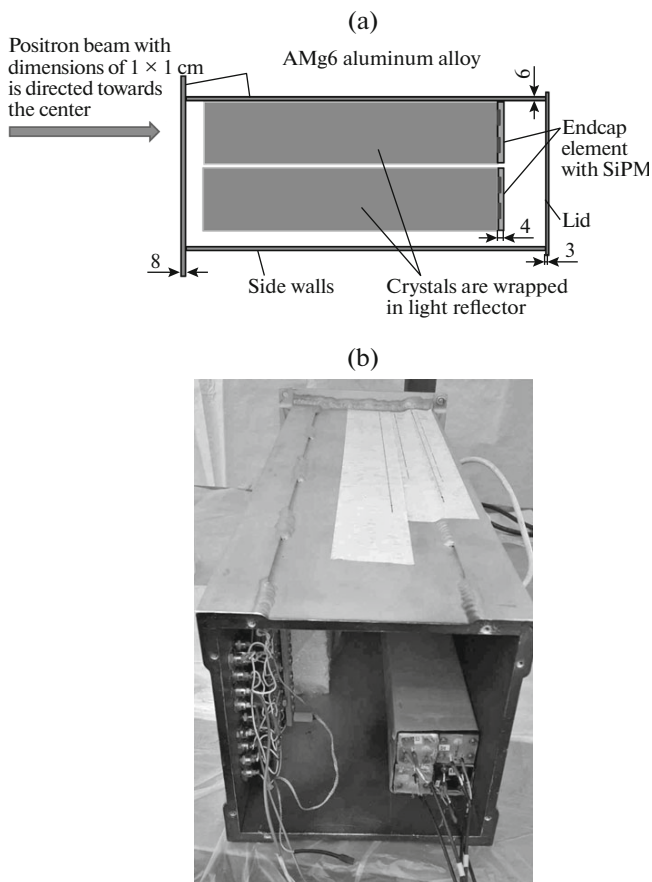 (a)
Positron beam with
dimensions of 1 × 1 cm
is directed towards
the center
AMg6 aluminum alloy
6
Endcap
element with SiPM
Lid
4
3
8
Side walls
Crystals are wrapped
in light reflector
(b)